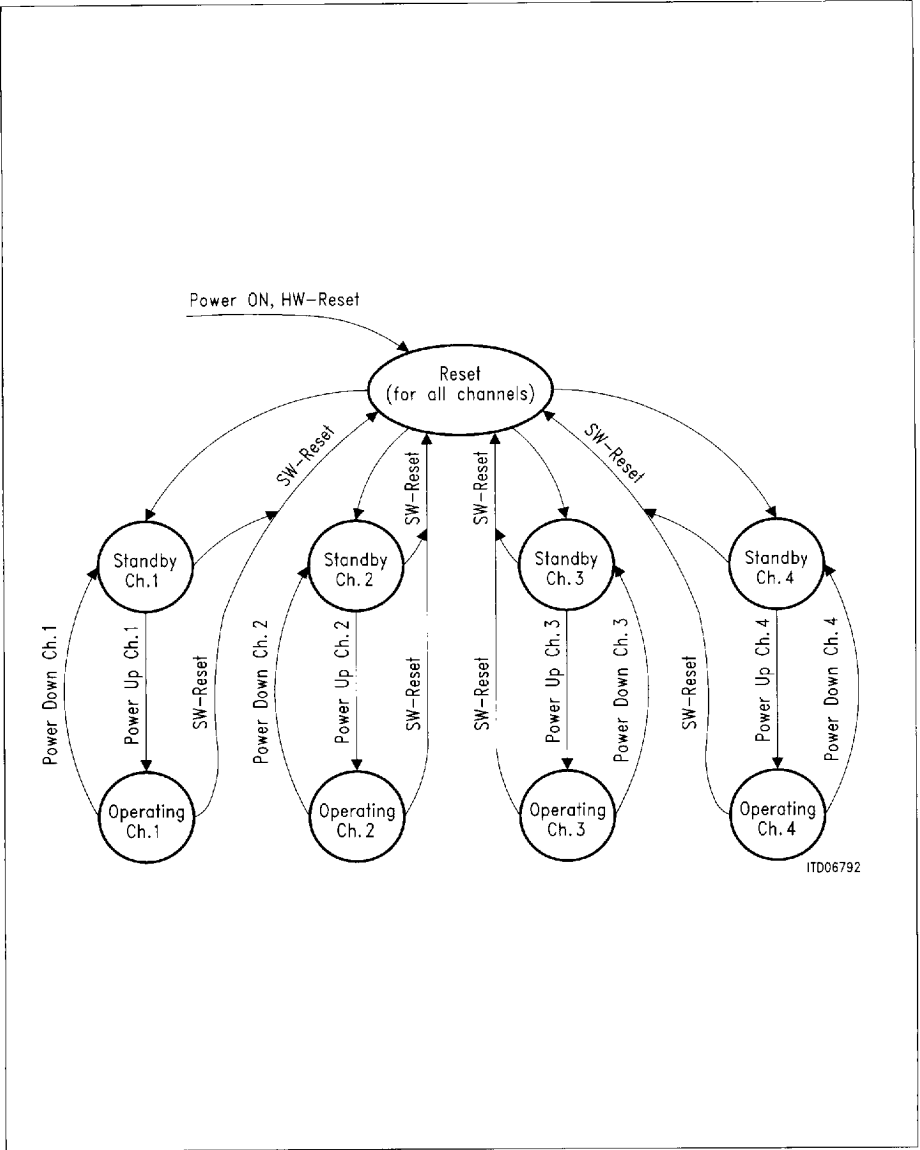 Power ON, HW-Reset
Reset
(for all channels)
SW-Reset
SW-Reset
SW-Reset
SW-Reset
Standby
Ch.1
Standby
Ch.2
Standby
Ch.3
Standby
Ch.4
Power Down Ch.1
Power Up Ch.1
SW-Reset
Power Down Ch.2
Power Up Ch.2
SW-Reset
SW-Reset
Power Up Ch.3
Power Down Ch.3
SW-Reset
Power Up Ch.4
Power Down Ch.4
Operating
Ch.1
Operating
Ch.2
Operating
Ch.3
Operating
Ch.4
ITD06792